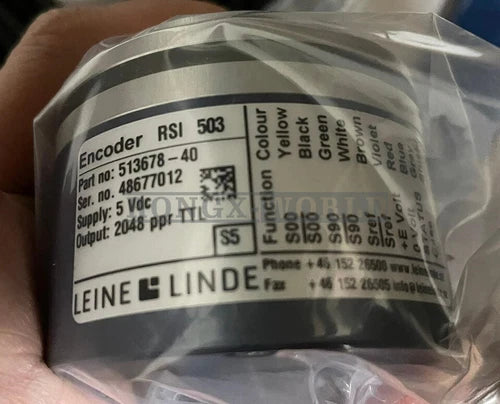 Encoder RSI 503
Part no: 513678-40
Ser. no. 48677012
Supply: 5 Vdc
Output: 2048 ppr TTL
S5
LEINE LINDE
Function Colour
S00 Yellow
S00 Black
S90 Green
S90 White
Sref Brown
Sref Violet
+E Volt Red
0 Volt Blue
STATUS
Phone +46 152 26500
Fax +46 152 26505
WORLD